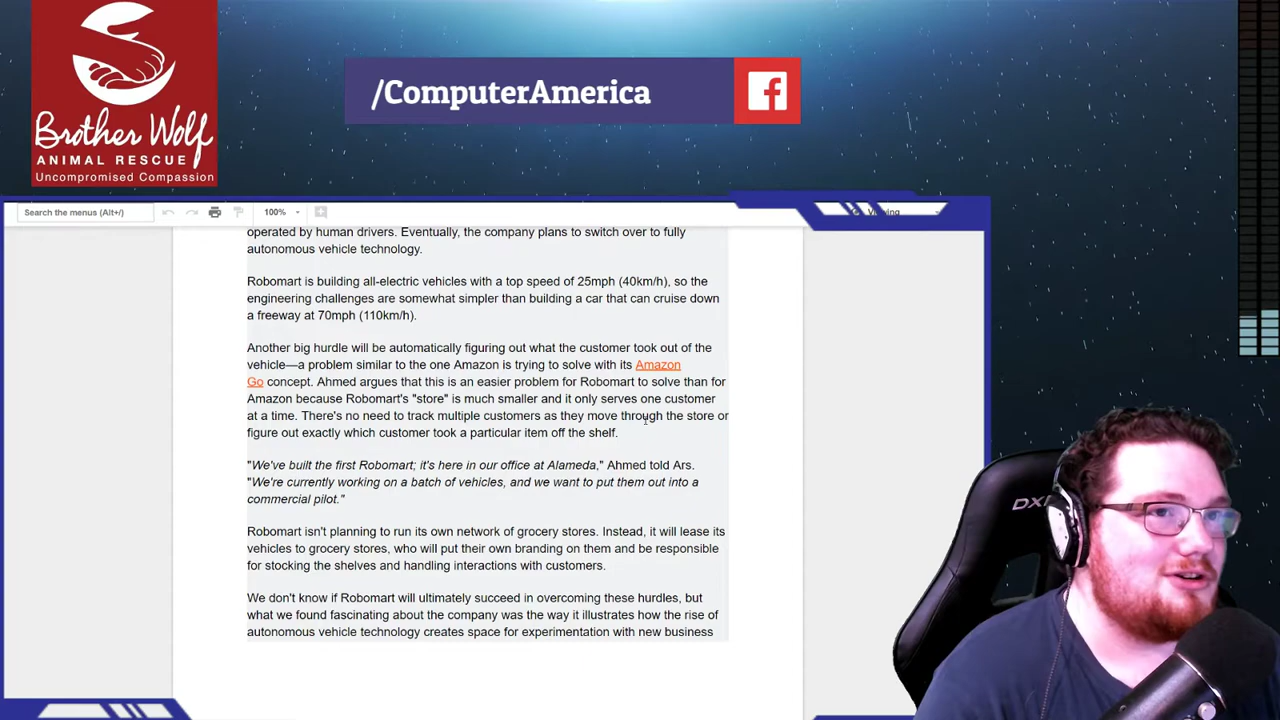 Brother Wolf
ANIMAL RESCUE
Uncompromised Compassion
/ComputerAmerica
Search the menus (Alt+/)
100%
operated by human drivers. Eventually, the company plans to switch over to fully
autonomous vehicle technology.
Robomart is building all-electric vehicles with a top speed of 25mph (40km/h), so the
engineering challenges are somewhat simpler than building a car that can cruise down
a freeway at 70mph (110km/h).
Another big hurdle will be automatically figuring out what the customer took out of the
vehicle—a problem similar to the one Amazon is trying to solve with its Amazon
Go concept. Ahmed argues that this is an easier problem for Robomart to solve than for
Amazon because Robomart's "store" is much smaller and it only serves one customer
at a time. There's no need to track multiple customers as they move through the store or
figure out exactly which customer took a particular item off the shelf.
"We've built the first Robomart; it's here in our office at Alameda," Ahmed told Ars.
"We're currently working on a batch of vehicles, and we want to put them out into a
commercial pilot."
Robomart isn't planning to run its own network of grocery stores. Instead, it will lease its
vehicles to grocery stores, who will put their own branding on them and be responsible
for stocking the shelves and handling interactions with customers.
We don't know if Robomart will ultimately succeed in overcoming these hurdles, but
what we found fascinating about the company was the way it illustrates how the rise of
autonomous vehicle technology creates space for experimentation with new business